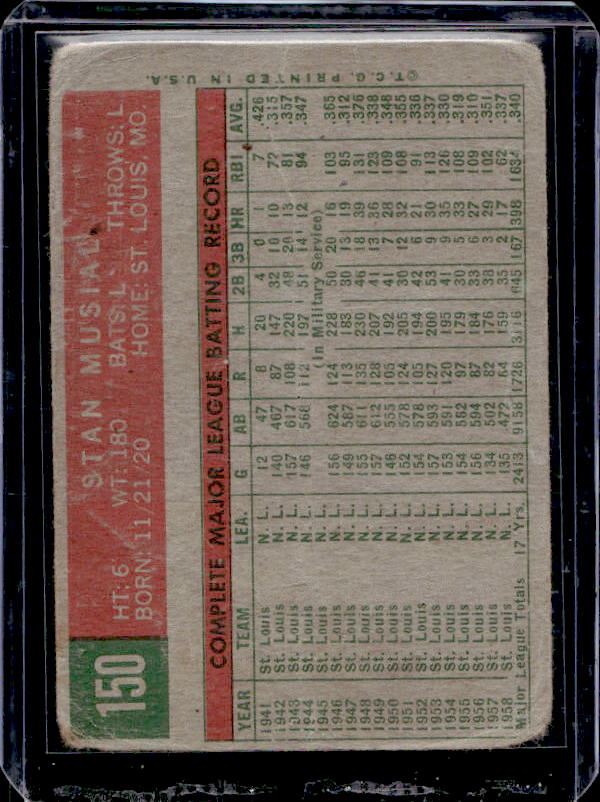 150
STAN MUSIAL
HT: 6 WT: 180 BATS: L THROWS: L
BORN: 11/21/20 HOME: ST. LOUIS, MO.
COMPLETE MAJOR LEAGUE BATTING RECORD
YEAR TEAM LEA. G AB R H 2B 3B HR RBI AVG.
1941 St. Louis N. L. 12 47 8 20 4 0 1 7 .426
1942 St. Louis N. L. 140 467 87 147 32 10 10 72 .315
1943 St. Louis N. L. 157 617 108 220 48 20 13 81 .357
1944 St. Louis N. L. 146 568 112 197 51 14 12 94 .347
1945 St. Louis (In Military Service)
1946 St. Louis N. L. 156 624 124 228 50 20 16 103 .365
1947 St. Louis N. L. 149 587 113 183 30 13 19 95 .312
1948 St. Louis N. L. 155 611 135 230 46 18 39 131 .376
1949 St. Louis N. L. 157 612 128 207 41 13 36 123 .338
1950 St. Louis N. L. 146 555 105 192 41 7 28 109
1951 St. Louis N. L. 152 578 124 205 30 12 32 108 .355
1952 St. Louis N. L. 154 578 105 194 42 6 21 91 .336
1953 St. Louis N. L. 157 593 127 200 53 9 30 113 .337
1954 St. Louis N. L. 153 591 120 195 41 9 35 126 .330
1955 St. Louis N. L. 154 562 97 179 30 5 33 108 .319
1956 St. Louis N. L. 156 594 87 184 33 6 27 109 .310
1957 St. Louis N. L. 134 502 82 176 38 3 29 102 .351
1958 St. Louis N. L. 135 472 64 159 35 2 17 62 .337
Major League Totals 17 Yrs. 2413 9158 1726 3116 645 167 398 1634 .340
©T.C.G. PRINTED IN U.S.A.